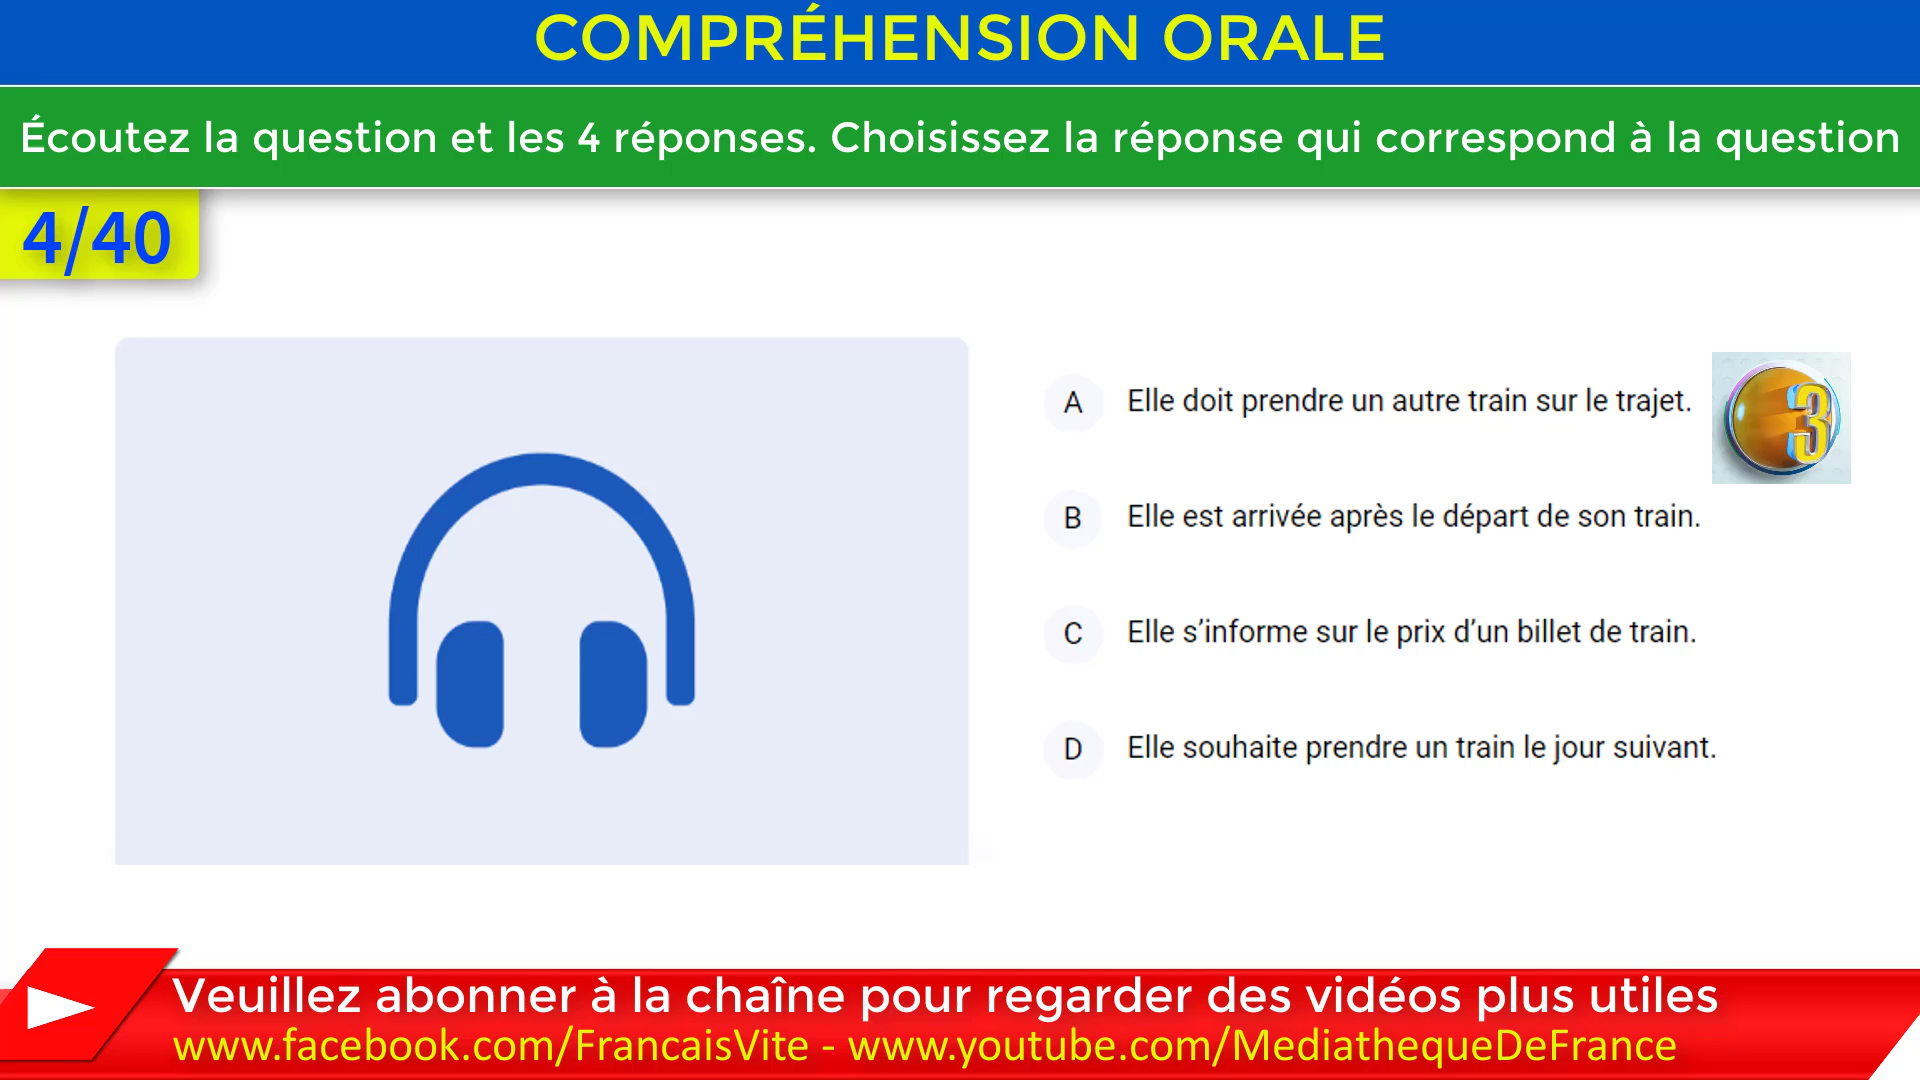 COMPRÉHENSION ORALE
Écoutez la question et les 4 réponses. Choisissez la réponse qui correspond à la question
4/40
A Elle doit prendre un autre train sur le trajet.
3
B Elle est arrivée après le départ de son train.
C Elle s’informe sur le prix d’un billet de train.
D Elle souhaite prendre un train le jour suivant.
Veuillez abonner à la chaîne pour regarder des vidéos plus utiles
www.facebook.com/FrancaisVite - www.youtube.com/MediathequeDeFrance